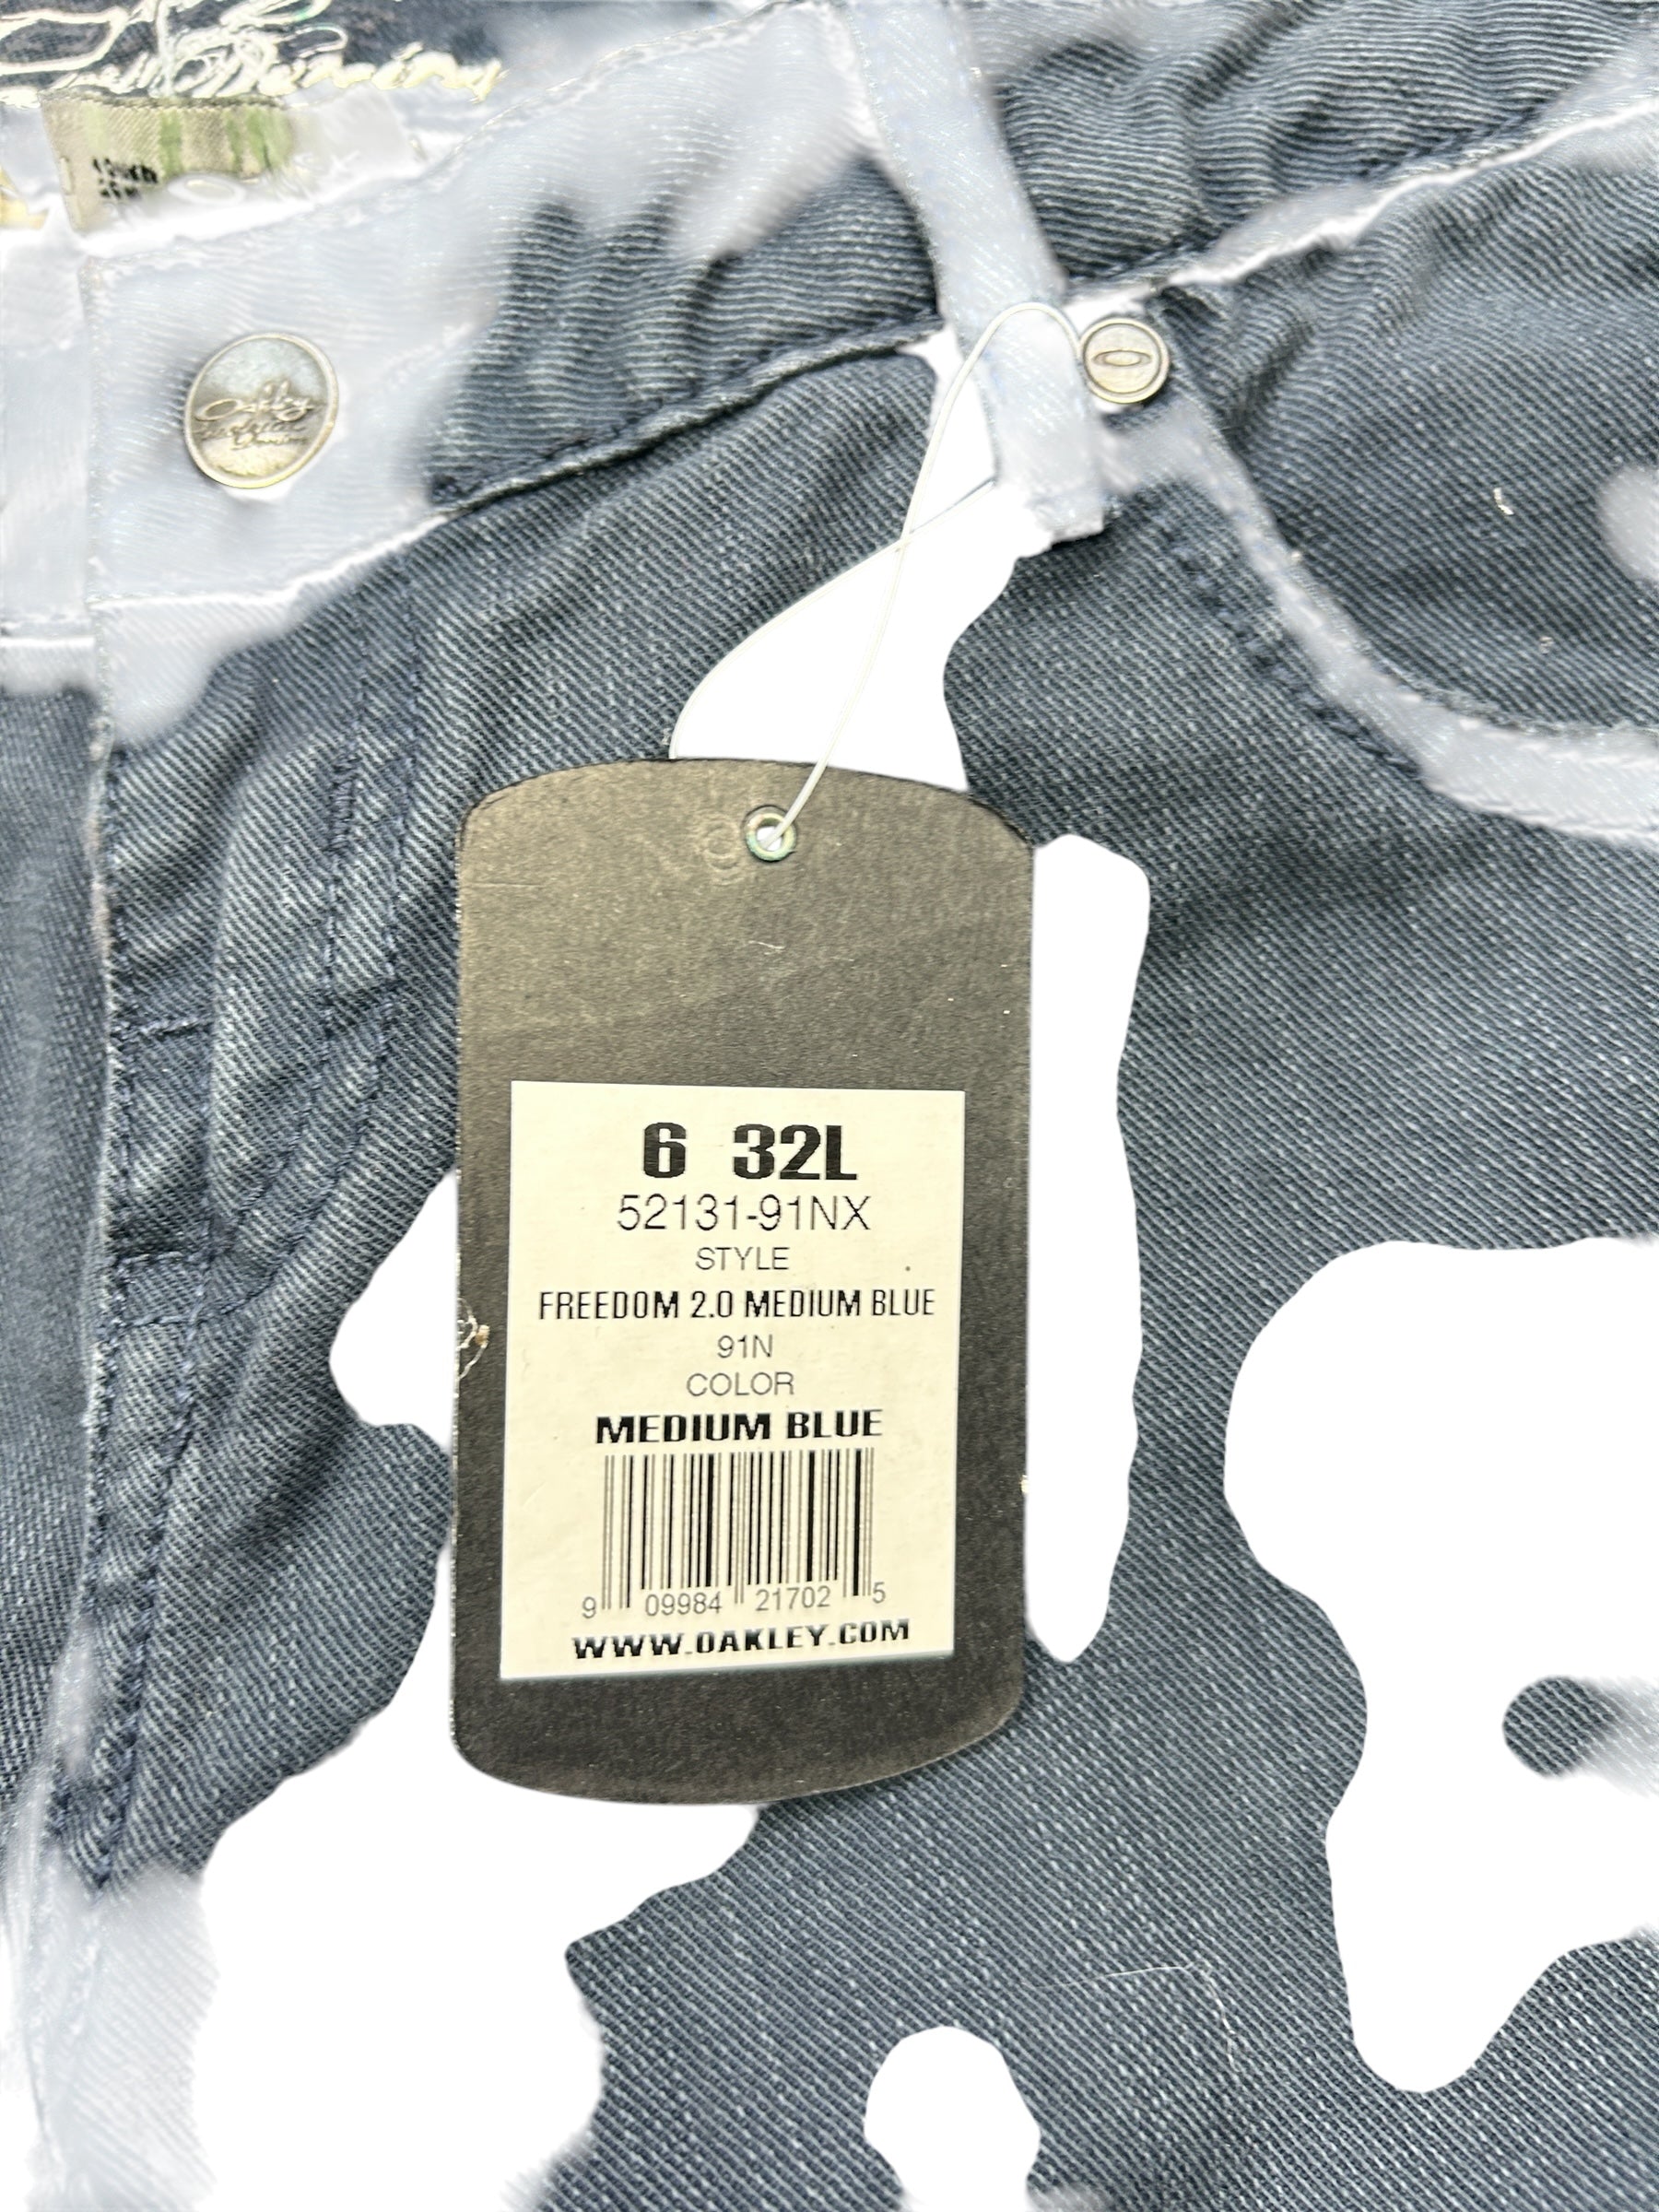 Oakley
6 32L
52131-91NX
STYLE
FREEDOM 2.0 MEDIUM BLUE
91N
COLOR
MEDIUM BLUE
9 09984 21702 5
WWW.OAKLEY.COM